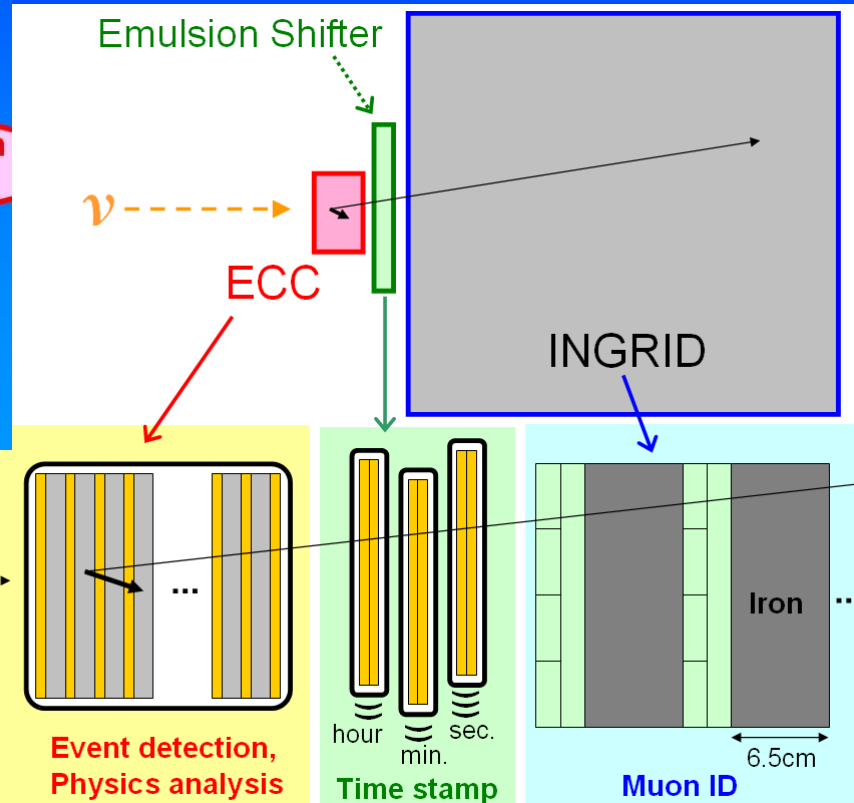 Emulsion Shifter
ν
ECC
INGRID
...
Iron
...
6.5cm
hour
min.
sec.
Event detection,
Physics analysis
Time stamp
Muon ID